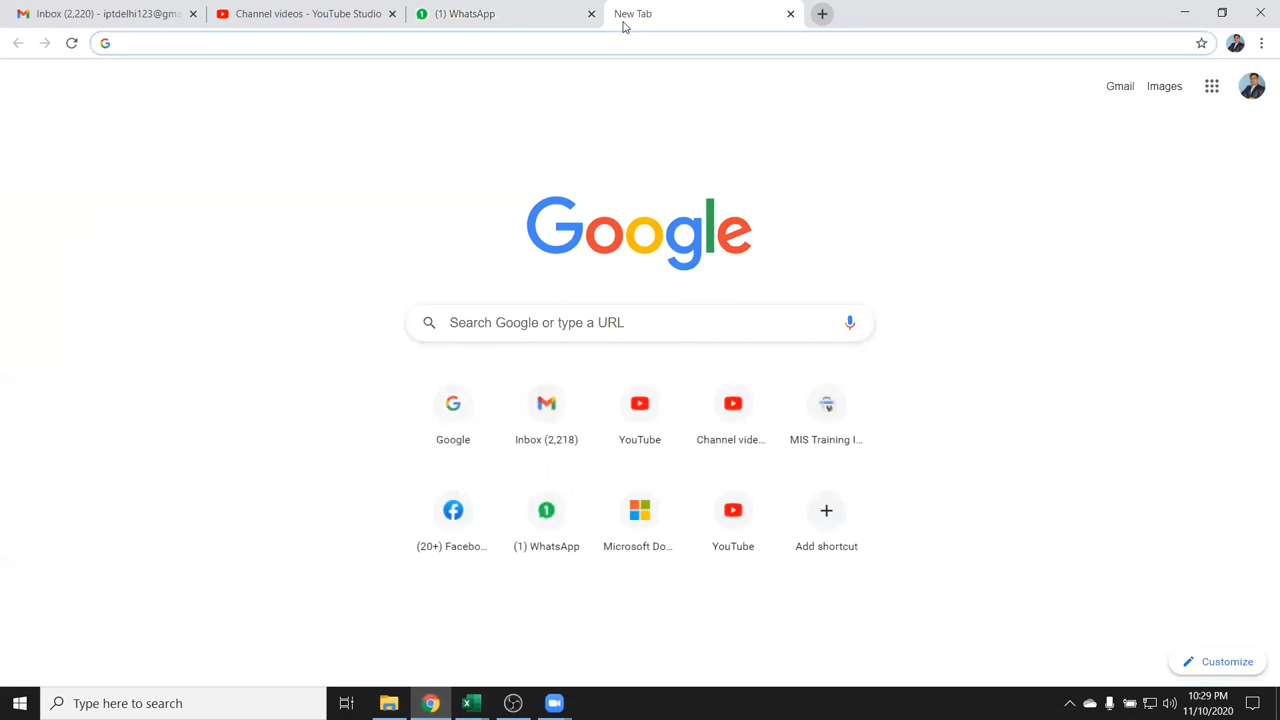 Inbox (2,220) - iptdelhi123@gma
Channel videos - YouTube Studio
(1) WhatsApp
New Tab
Gmail
Images
Google
Search Google or type a URL
Google
Inbox (2,218)
YouTube
Channel vide...
MIS Training I...
(20+) Facebo...
(1) WhatsApp
Microsoft Do...
YouTube
Add shortcut
Customize
Type here to search
10:29 PM
11/10/2020